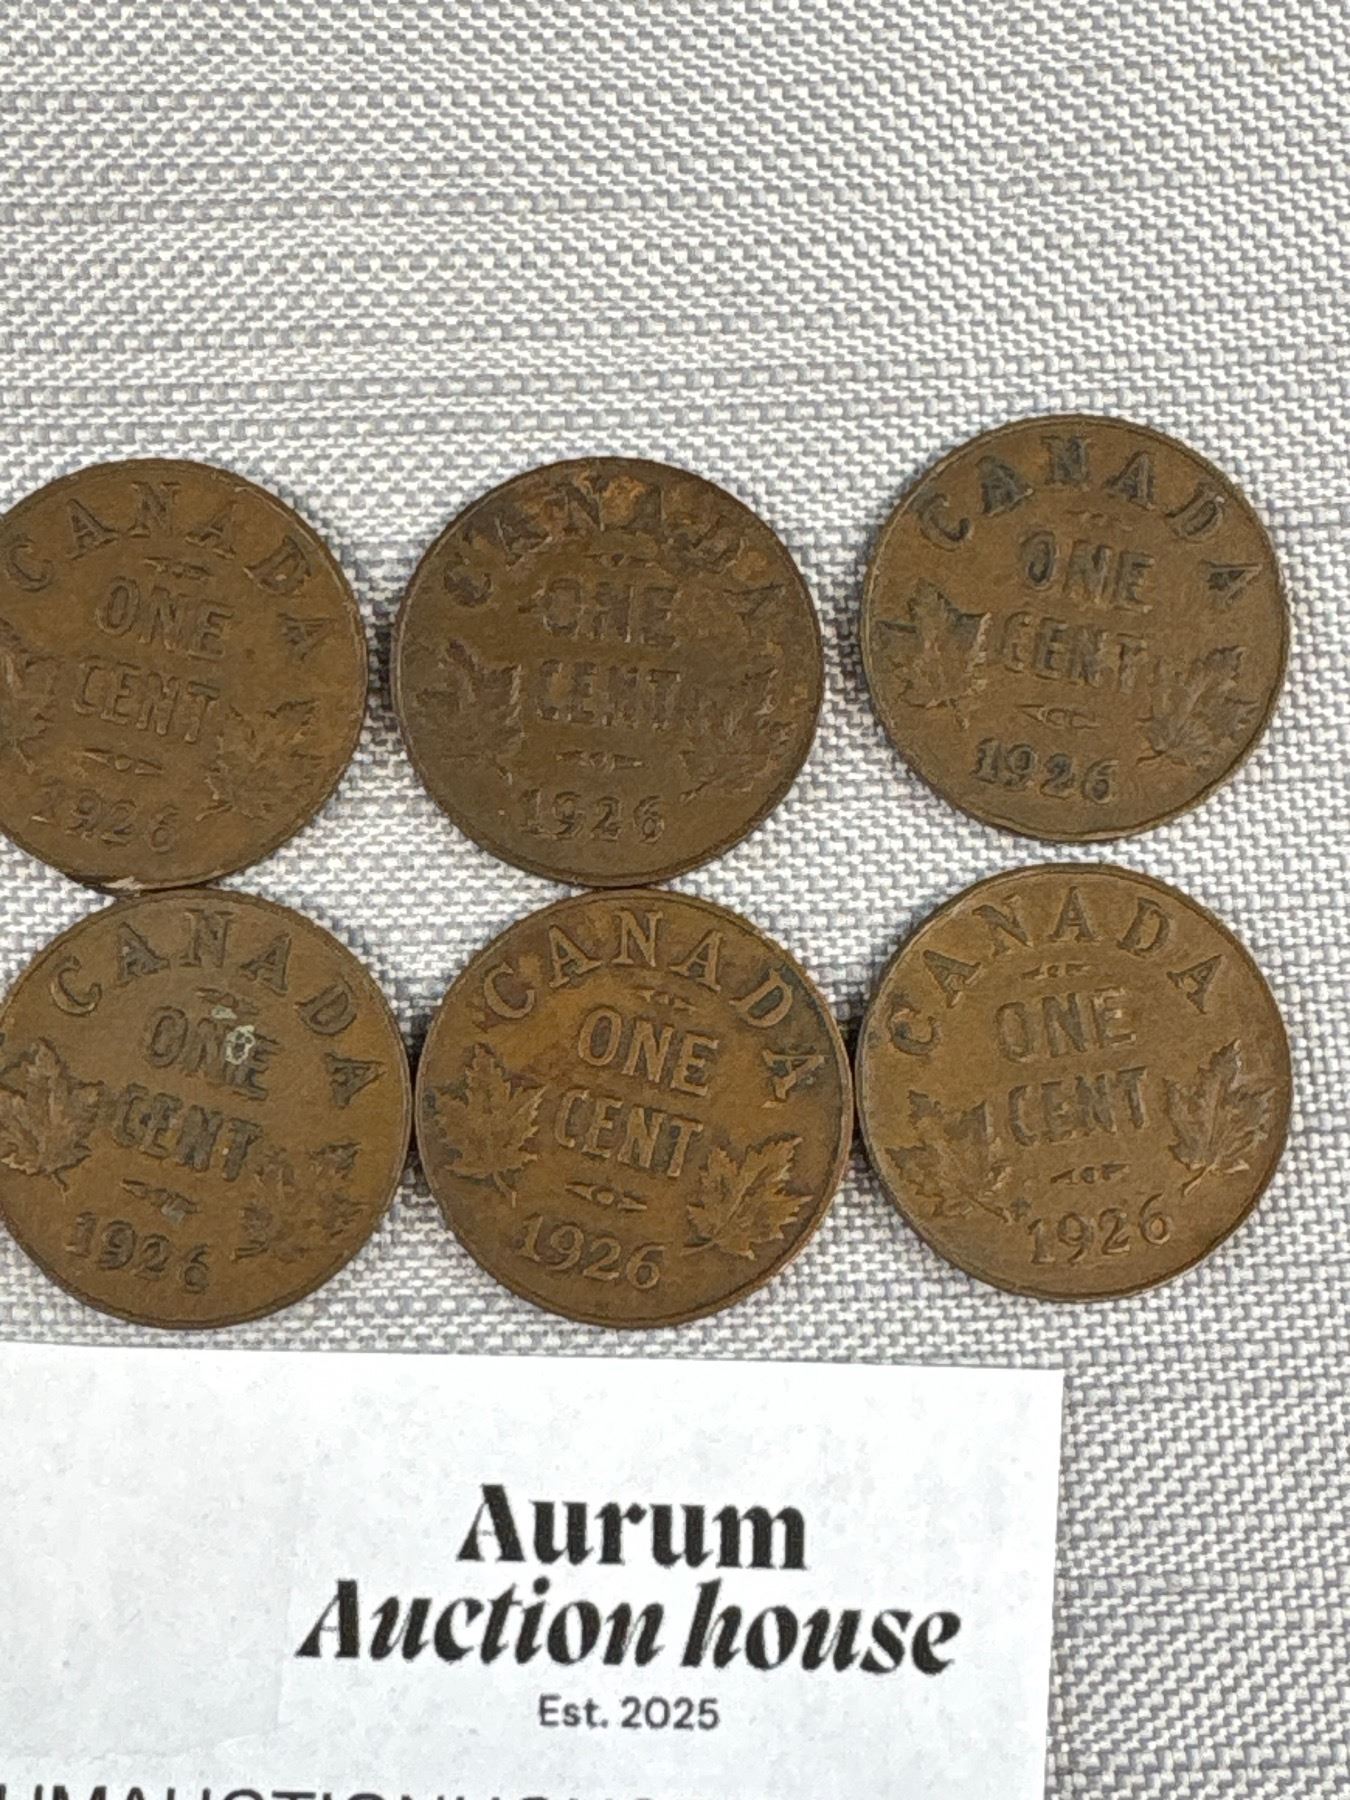 CANADA
ONE
CENT
1926
CANADA
ONE
CENT
1926
CANADA
ONE
CENT
1926
CANADA
ONE
CENT
1926
CANADA
ONE
CENT
1926
CANADA
ONE
CENT
1926
Aurum
Auction house
Est. 2025